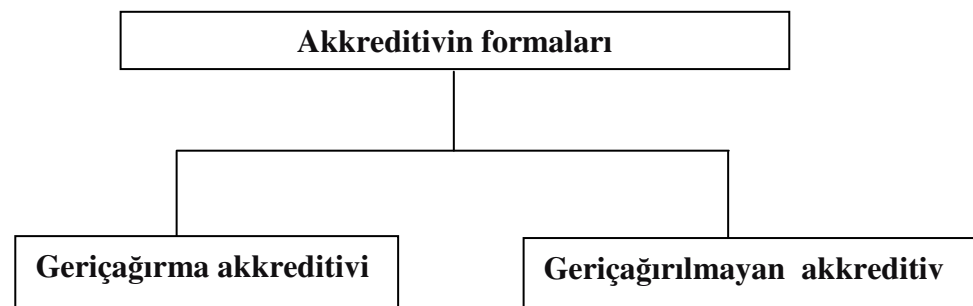 Akkreditivin formaları
Geriçağırma akkreditivi
Geriçağırılmayan akkreditiv